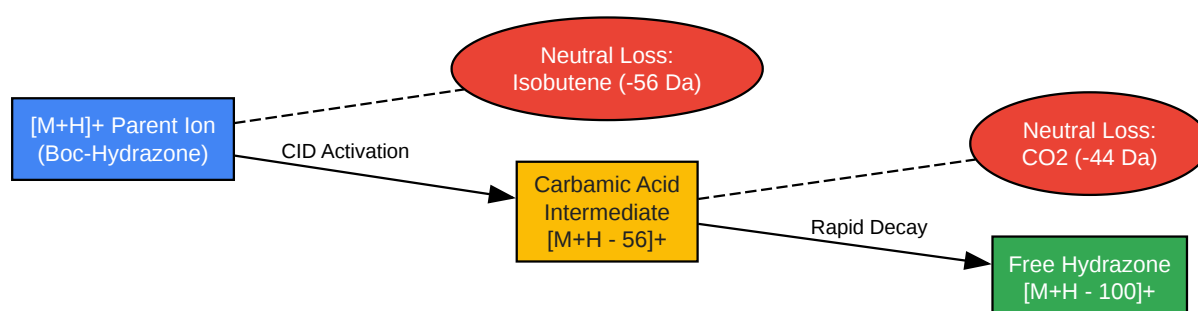 Neutral Loss:
Isobutene (-56 Da)
[M+H]+ Parent Ion
(Boc-Hydrazone)
CID Activation
Neutral Loss:
CO2 (-44 Da)
Carbamic Acid
Intermediate
[M+H - 56]+
Rapid Decay
Free Hydrazone
[M+H - 100]+